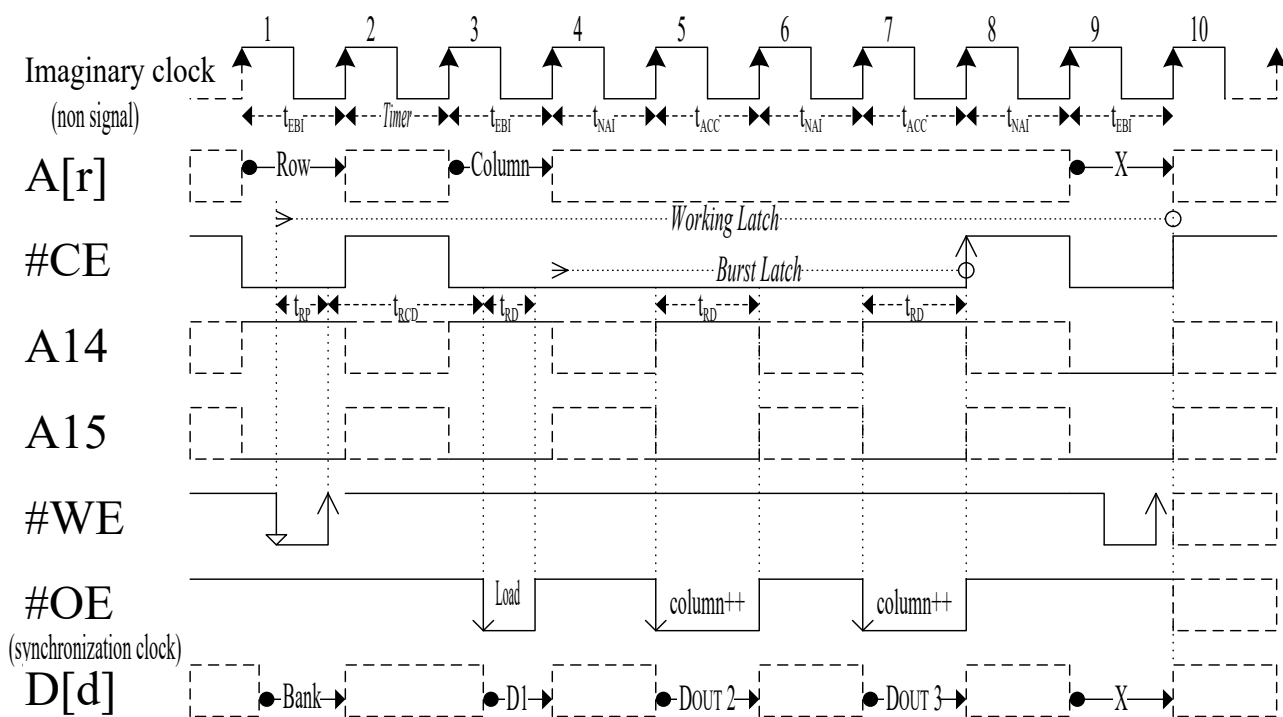 1 2 3 4 5 6 7 8 9 10
Imaginary clock
(non signal)
tEBI Timer tEBI tNAI tACC tNAI tACC tNAI tEBI
A[r]
Row Column X
Working Latch
#CE
Burst Latch
tRP tRCD tRD tRD tRD
A14
A15
#WE
#OE
Load column++ column++
(synchronization clock)
D[d]
Bank D1 DOUT 2 DOUT 3 X